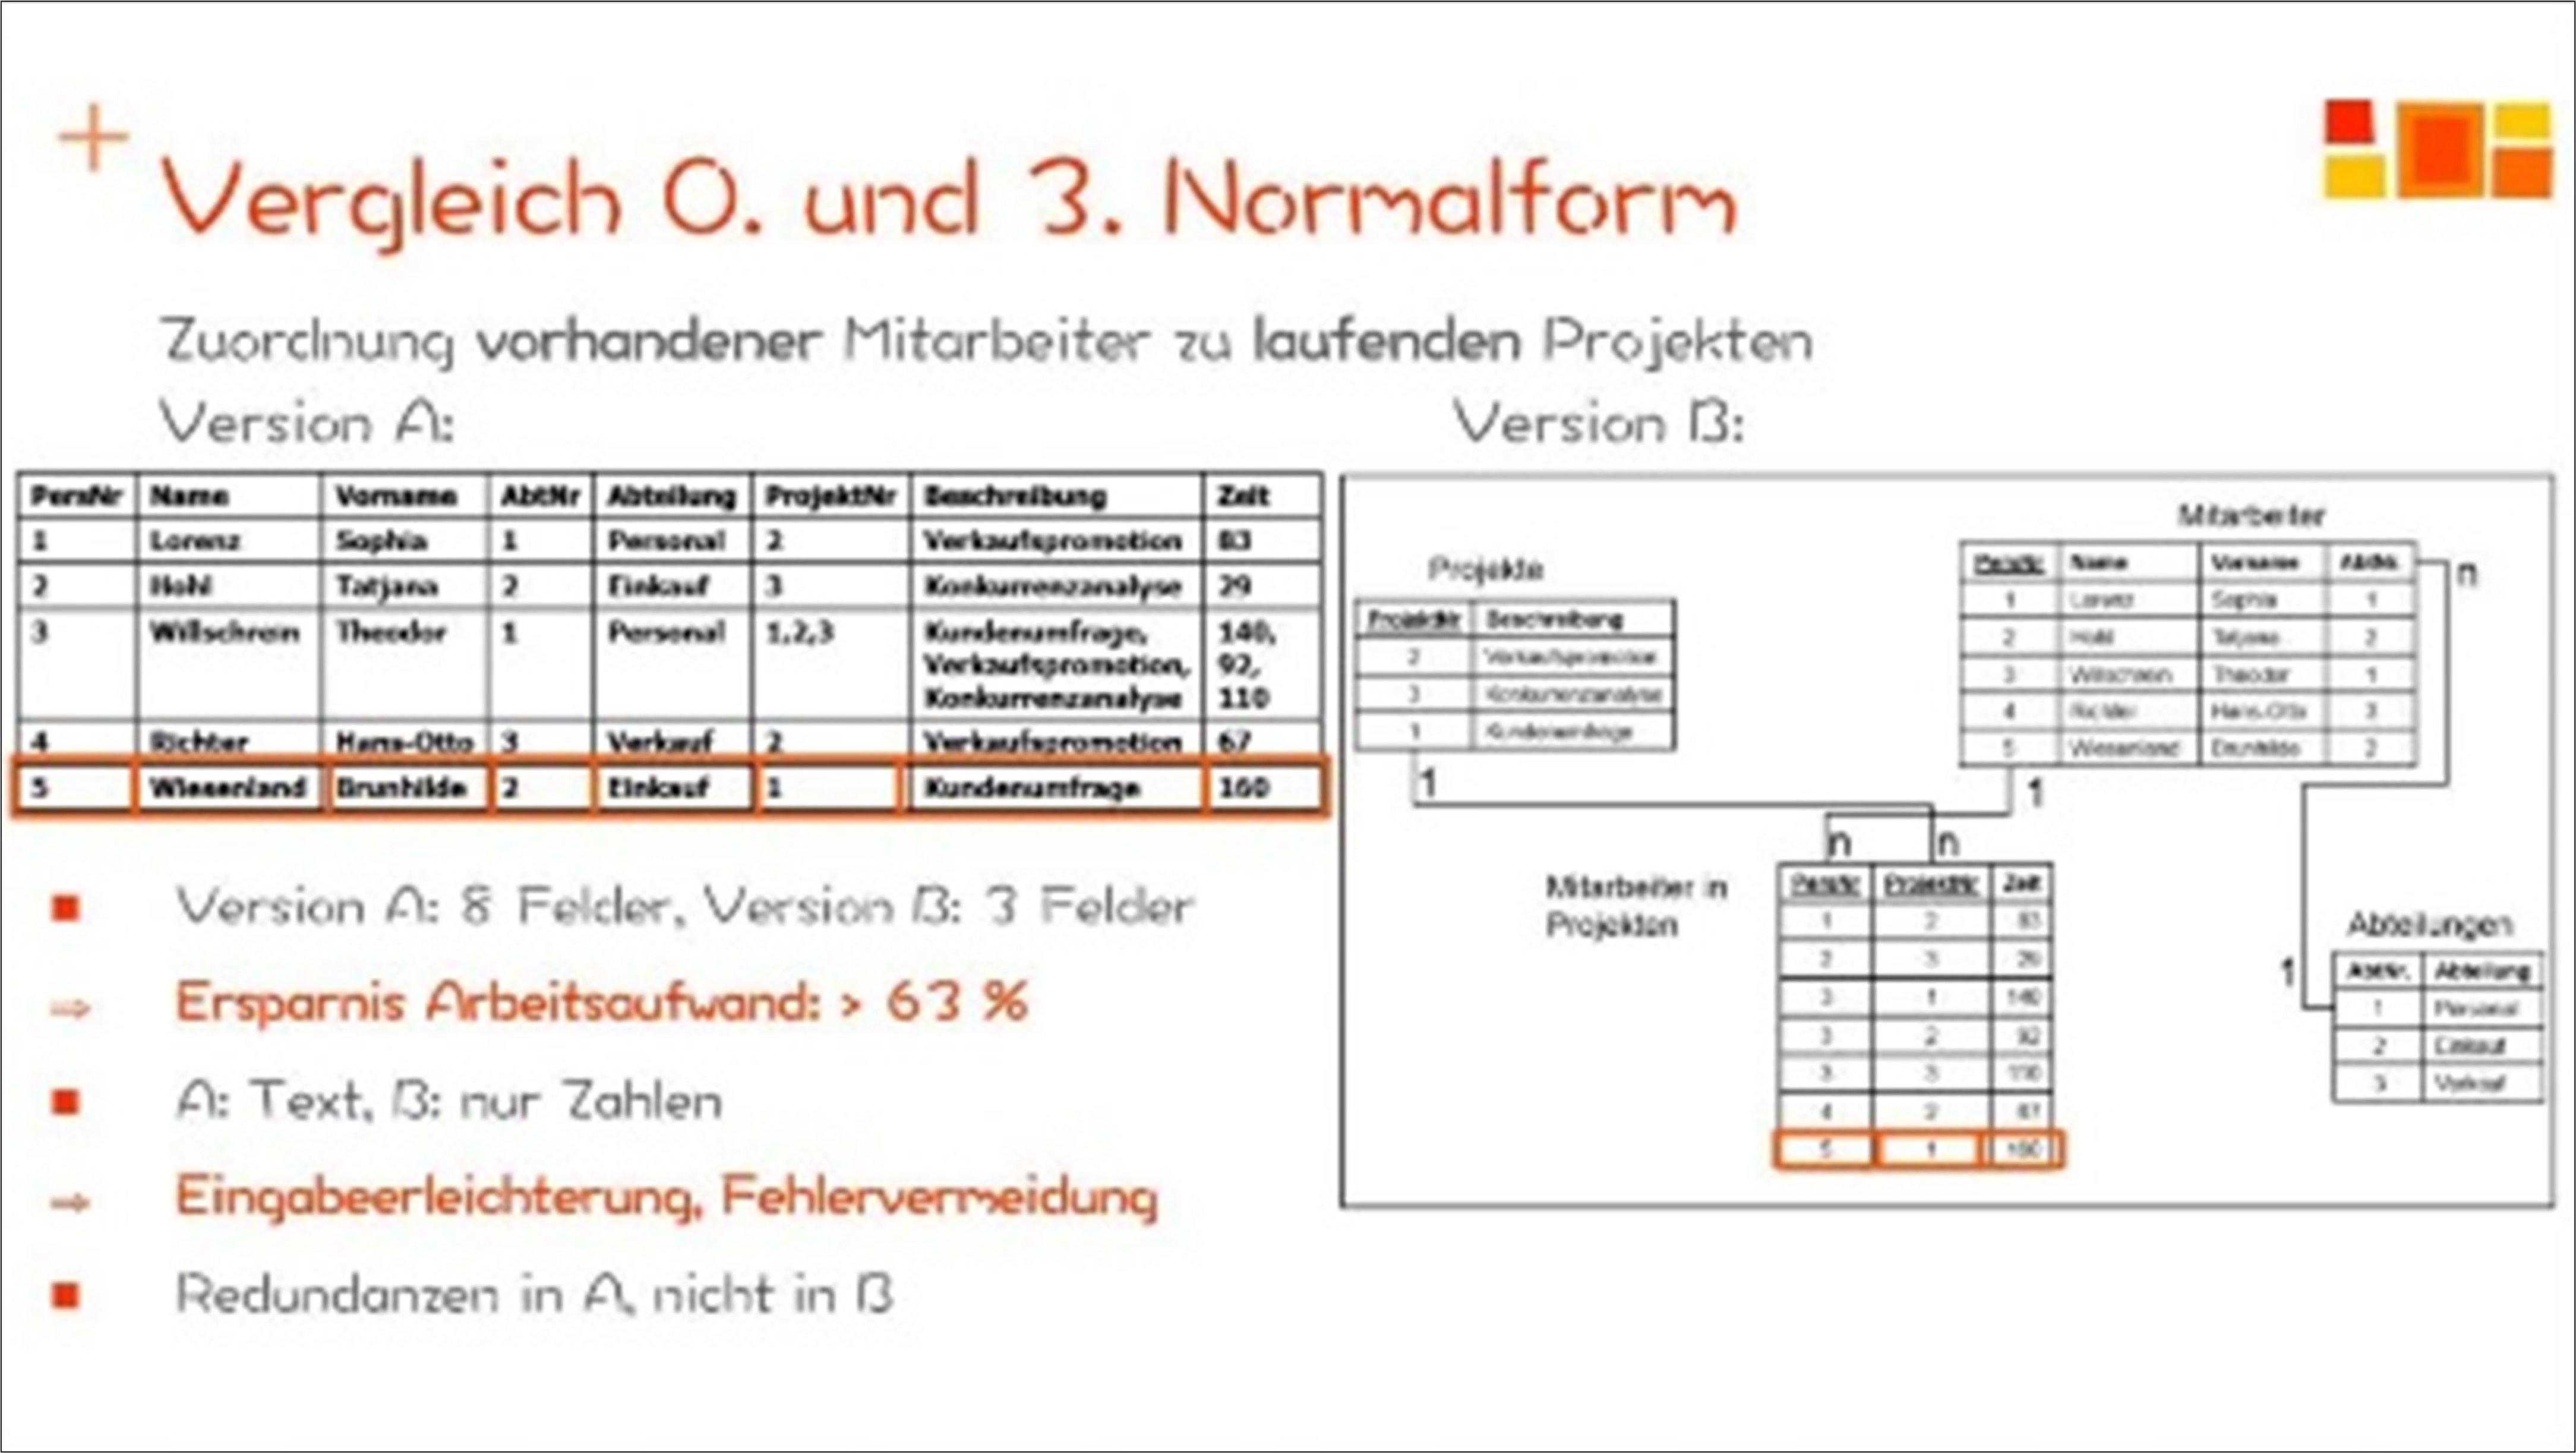 + Vergleich 0. und 3. Normalform
Zuordnung vorhandener Mitarbeiter zu laufenden Projekten
Version A:
PersNr Name Vorname AbtNr Abteilung ProjektNr Beschreibung Zeit
1 Lorenz Sophia 1 Personal 2 Verkaufspromotion 83
2 Hohl Tatjana 2 Einkauf 3 Konkurrenzanalyse 29
3 Willschrein Theodor 1 Personal 1,2,3 Kundenumfrage, 140,
Verkaufspromotion, 92,
Konkurrenzanalyse 110
4 Richter Hans-Otto 3 Verkauf 2 Verkaufspromotion 67
5 Wiesenland Brunhilde 2 Einkauf 1 Kundenumfrage 160
■ Version A: 8 Felder, Version B: 3 Felder
⇨ Ersparnis Arbeitsaufwand: > 63 %
■ A: Text, B: nur Zahlen
⇨ Eingabeerleichterung, Fehlervermeidung
■ Redundanzen in A, nicht in B
Version B:
Projekte
ProjektNr Beschreibung
2 Verkaufspromotion
3 Konkurrenzanalyse
1 Kundenumfrage
1
Mitarbeiter
PersNr Name Vorname AbtNr.
1 Lorenz Sophia 1
2 Hohl Tatjana 2
3 Willschrein Theodor 1
4 Richter Hans-Otto 3
5 Wiesenland Brunhilde 2
n
1
n n
Mitarbeiter in
Projekten
PersNr ProjektNr Zeit
1 2 83
2 3 29
3 1 140
3 2 92
3 3 110
4 2 67
5 1 160
Abteilungen
1
AbtNr. Abteilung
1 Personal
2 Einkauf
3 Verkauf